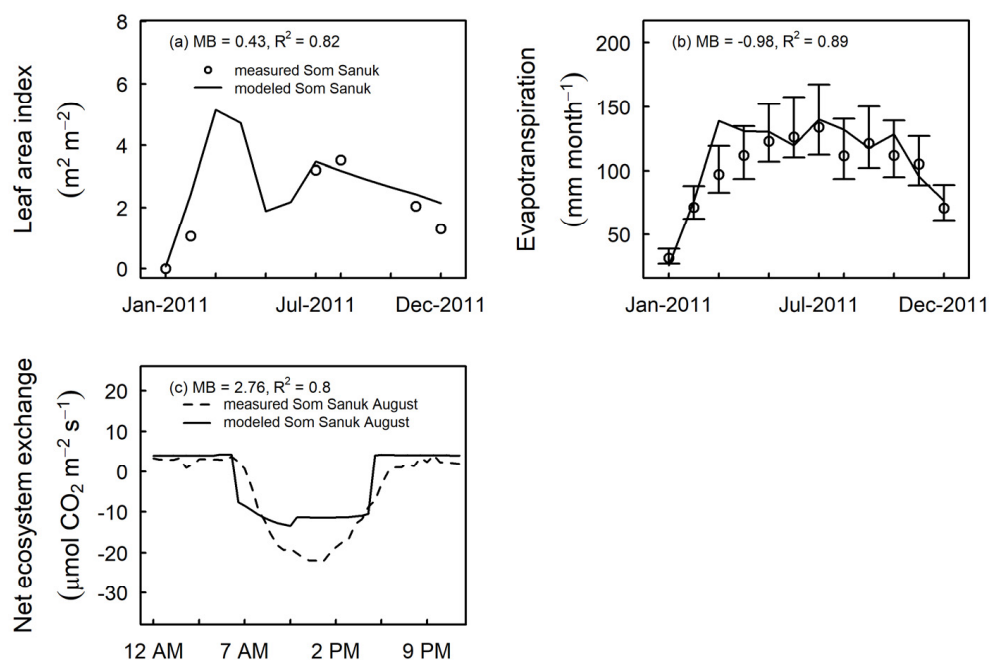 Leaf area index
(m² m⁻²)
8
6
4
2
0
(a) MB = 0.43, R² = 0.82
measured Som Sanuk
modeled Som Sanuk
Jan-2011
Jul-2011
Dec-2011
Evapotranspiration
(mm month⁻¹)
200
150
100
50
(b) MB = -0.98, R² = 0.89
Jan-2011
Jul-2011
Dec-2011
Net ecosystem exchange
(μmol CO₂ m⁻² s⁻¹)
20
10
0
-10
-20
-30
(c) MB = 2.76, R² = 0.8
measured Som Sanuk August
modeled Som Sanuk August
12 AM
7 AM
2 PM
9 PM